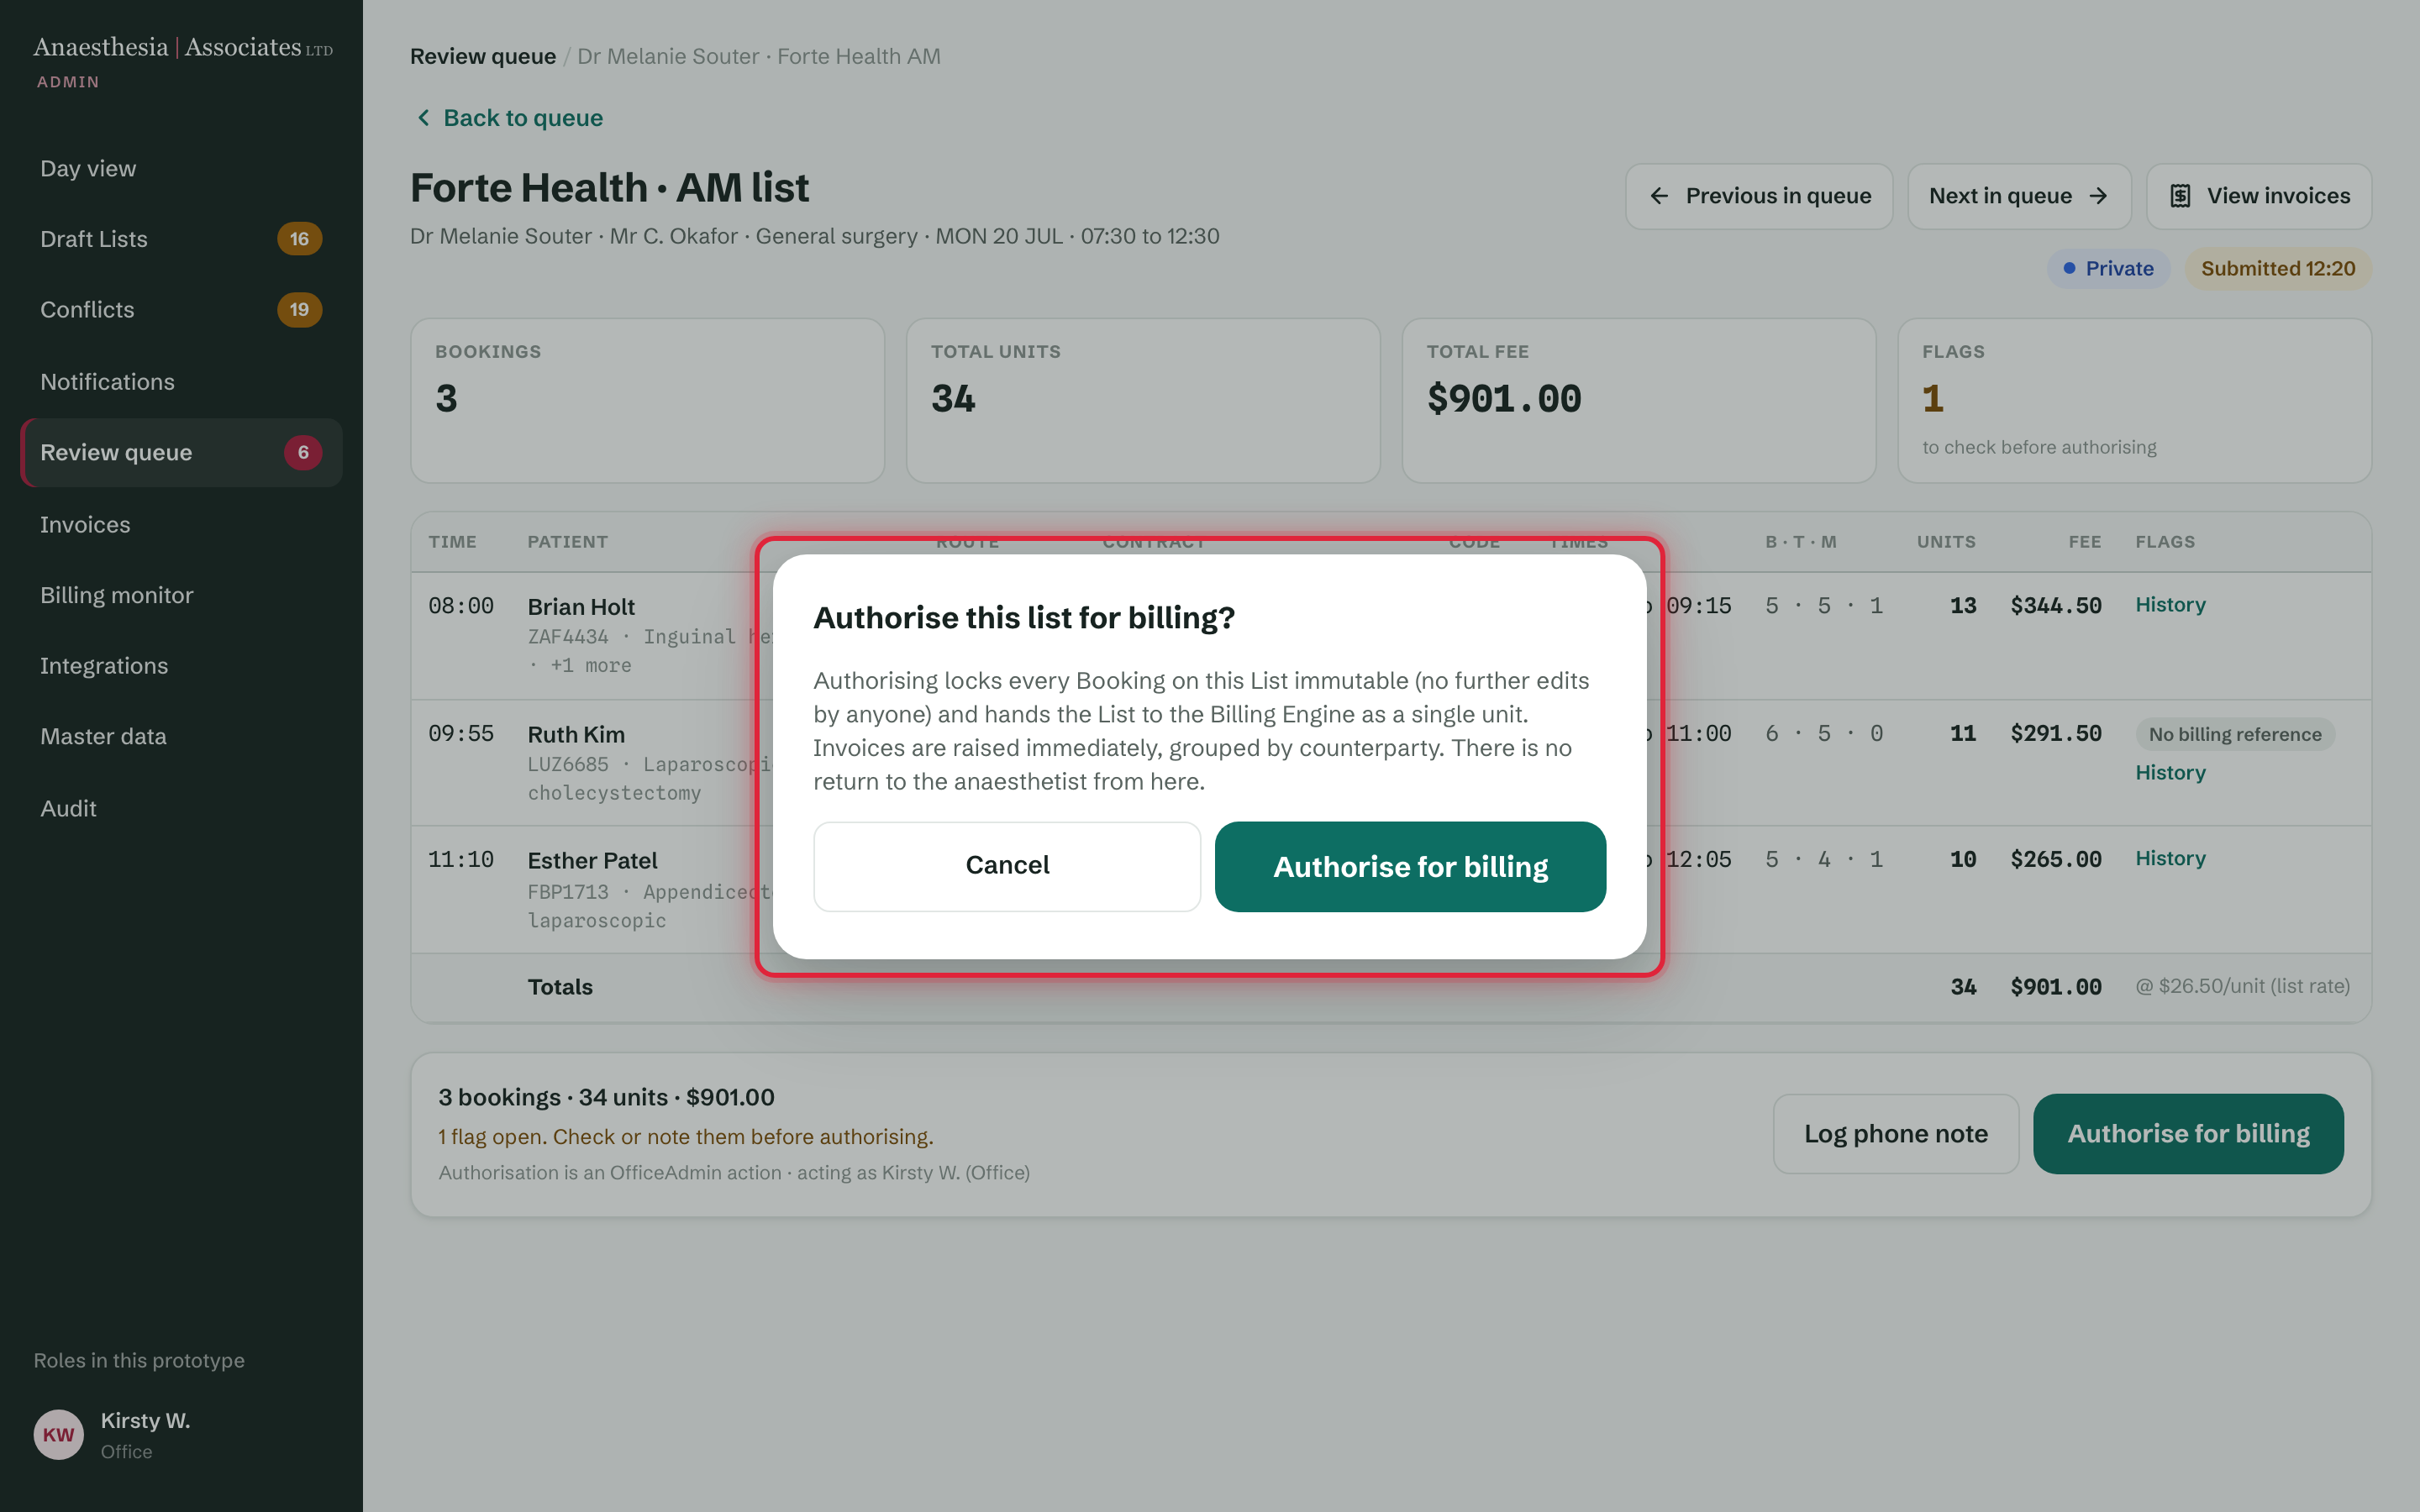 Anaesthesia | Associates LTD
ADMIN
Day view
Draft Lists 16
Conflicts 19
Notifications
Review queue 6
Invoices
Billing monitor
Integrations
Master data
Audit
Roles in this prototype
KW
Kirsty W.
Office
Review queue / Dr Melanie Souter · Forte Health AM
Back to queue
Forte Health · AM list
Dr Melanie Souter · Mr C. Okafor · General surgery · MON 20 JUL · 07:30 to 12:30
Previous in queue
Next in queue
View invoices
Private
Submitted 12:20
BOOKINGS
3
TOTAL UNITS
34
TOTAL FEE
$901.00
FLAGS
1
to check before authorising
TIME PATIENT ROUTE CONTRACT CODE TIMES B · T · M UNITS FEE FLAGS
08:00 Brian Holt 09:15 5 · 5 · 1 13 $344.50 History
ZAF4434 · Inguinal
· +1 more
09:55 Ruth Kim 11:00 6 · 5 · 0 11 $291.50 No billing reference
LUZ6685 · History
cholecystectomy
11:10 Esther Patel 12:05 5 · 4 · 1 10 $265.00 History
FBP1713 ·
laparoscopic
Totals 34 $901.00 @ $26.50/unit (list rate)
Authorise this list for billing?
Authorising locks every Booking on this List immutable (no further edits
by anyone) and hands the List to the Billing Engine as a single unit.
Invoices are raised immediately, grouped by counterparty. There is no
return to the anaesthetist from here.
Cancel
Authorise for billing
3 bookings · 34 units · $901.00
1 flag open. Check or note them before authorising.
Authorisation is an OfficeAdmin action · acting as Kirsty W. (Office)
Log phone note
Authorise for billing